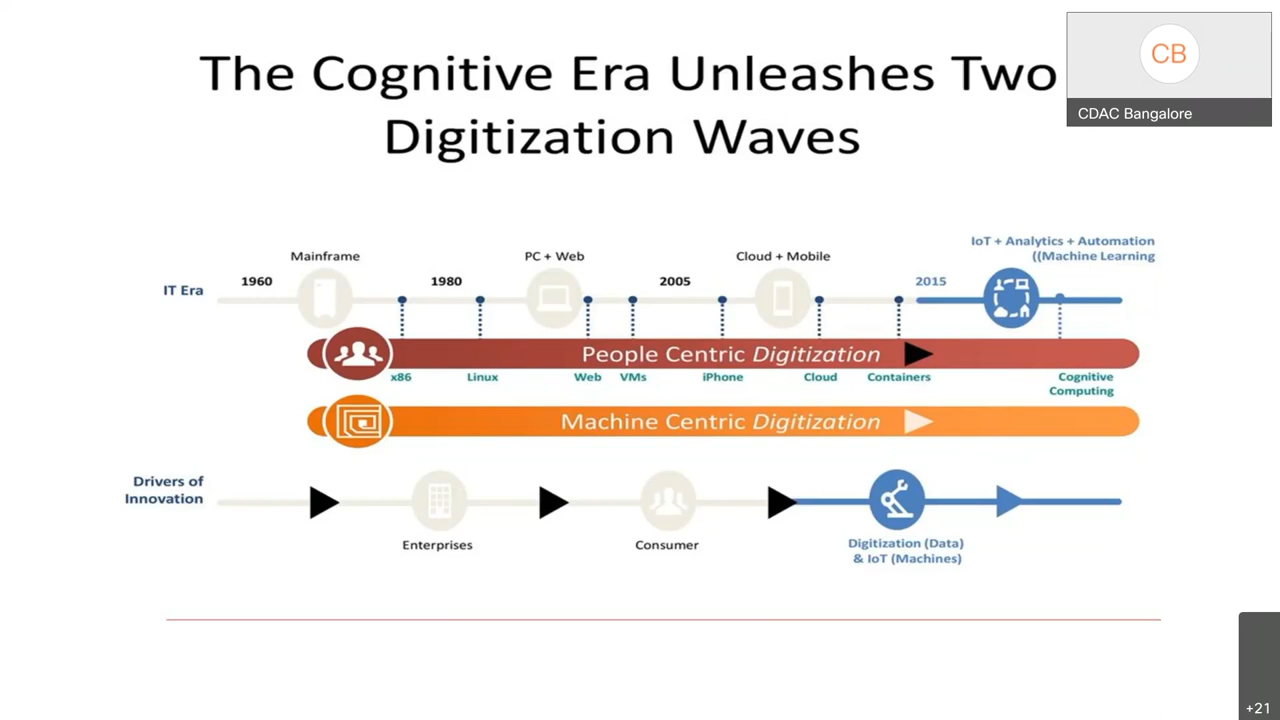 The Cognitive Era Unleashes Two
Digitization Waves
CB
CDAC Bangalore
IoT + Analytics + Automation
((Machine Learning
Mainframe
PC + Web
Cloud + Mobile
1960
1980
2005
2015
IT Era
People Centric Digitization
x86
Linux
Web
VMs
iPhone
Cloud
Containers
Cognitive
Computing
Machine Centric Digitization
Drivers of
Innovation
Enterprises
Consumer
Digitization (Data)
& IoT (Machines)
+21